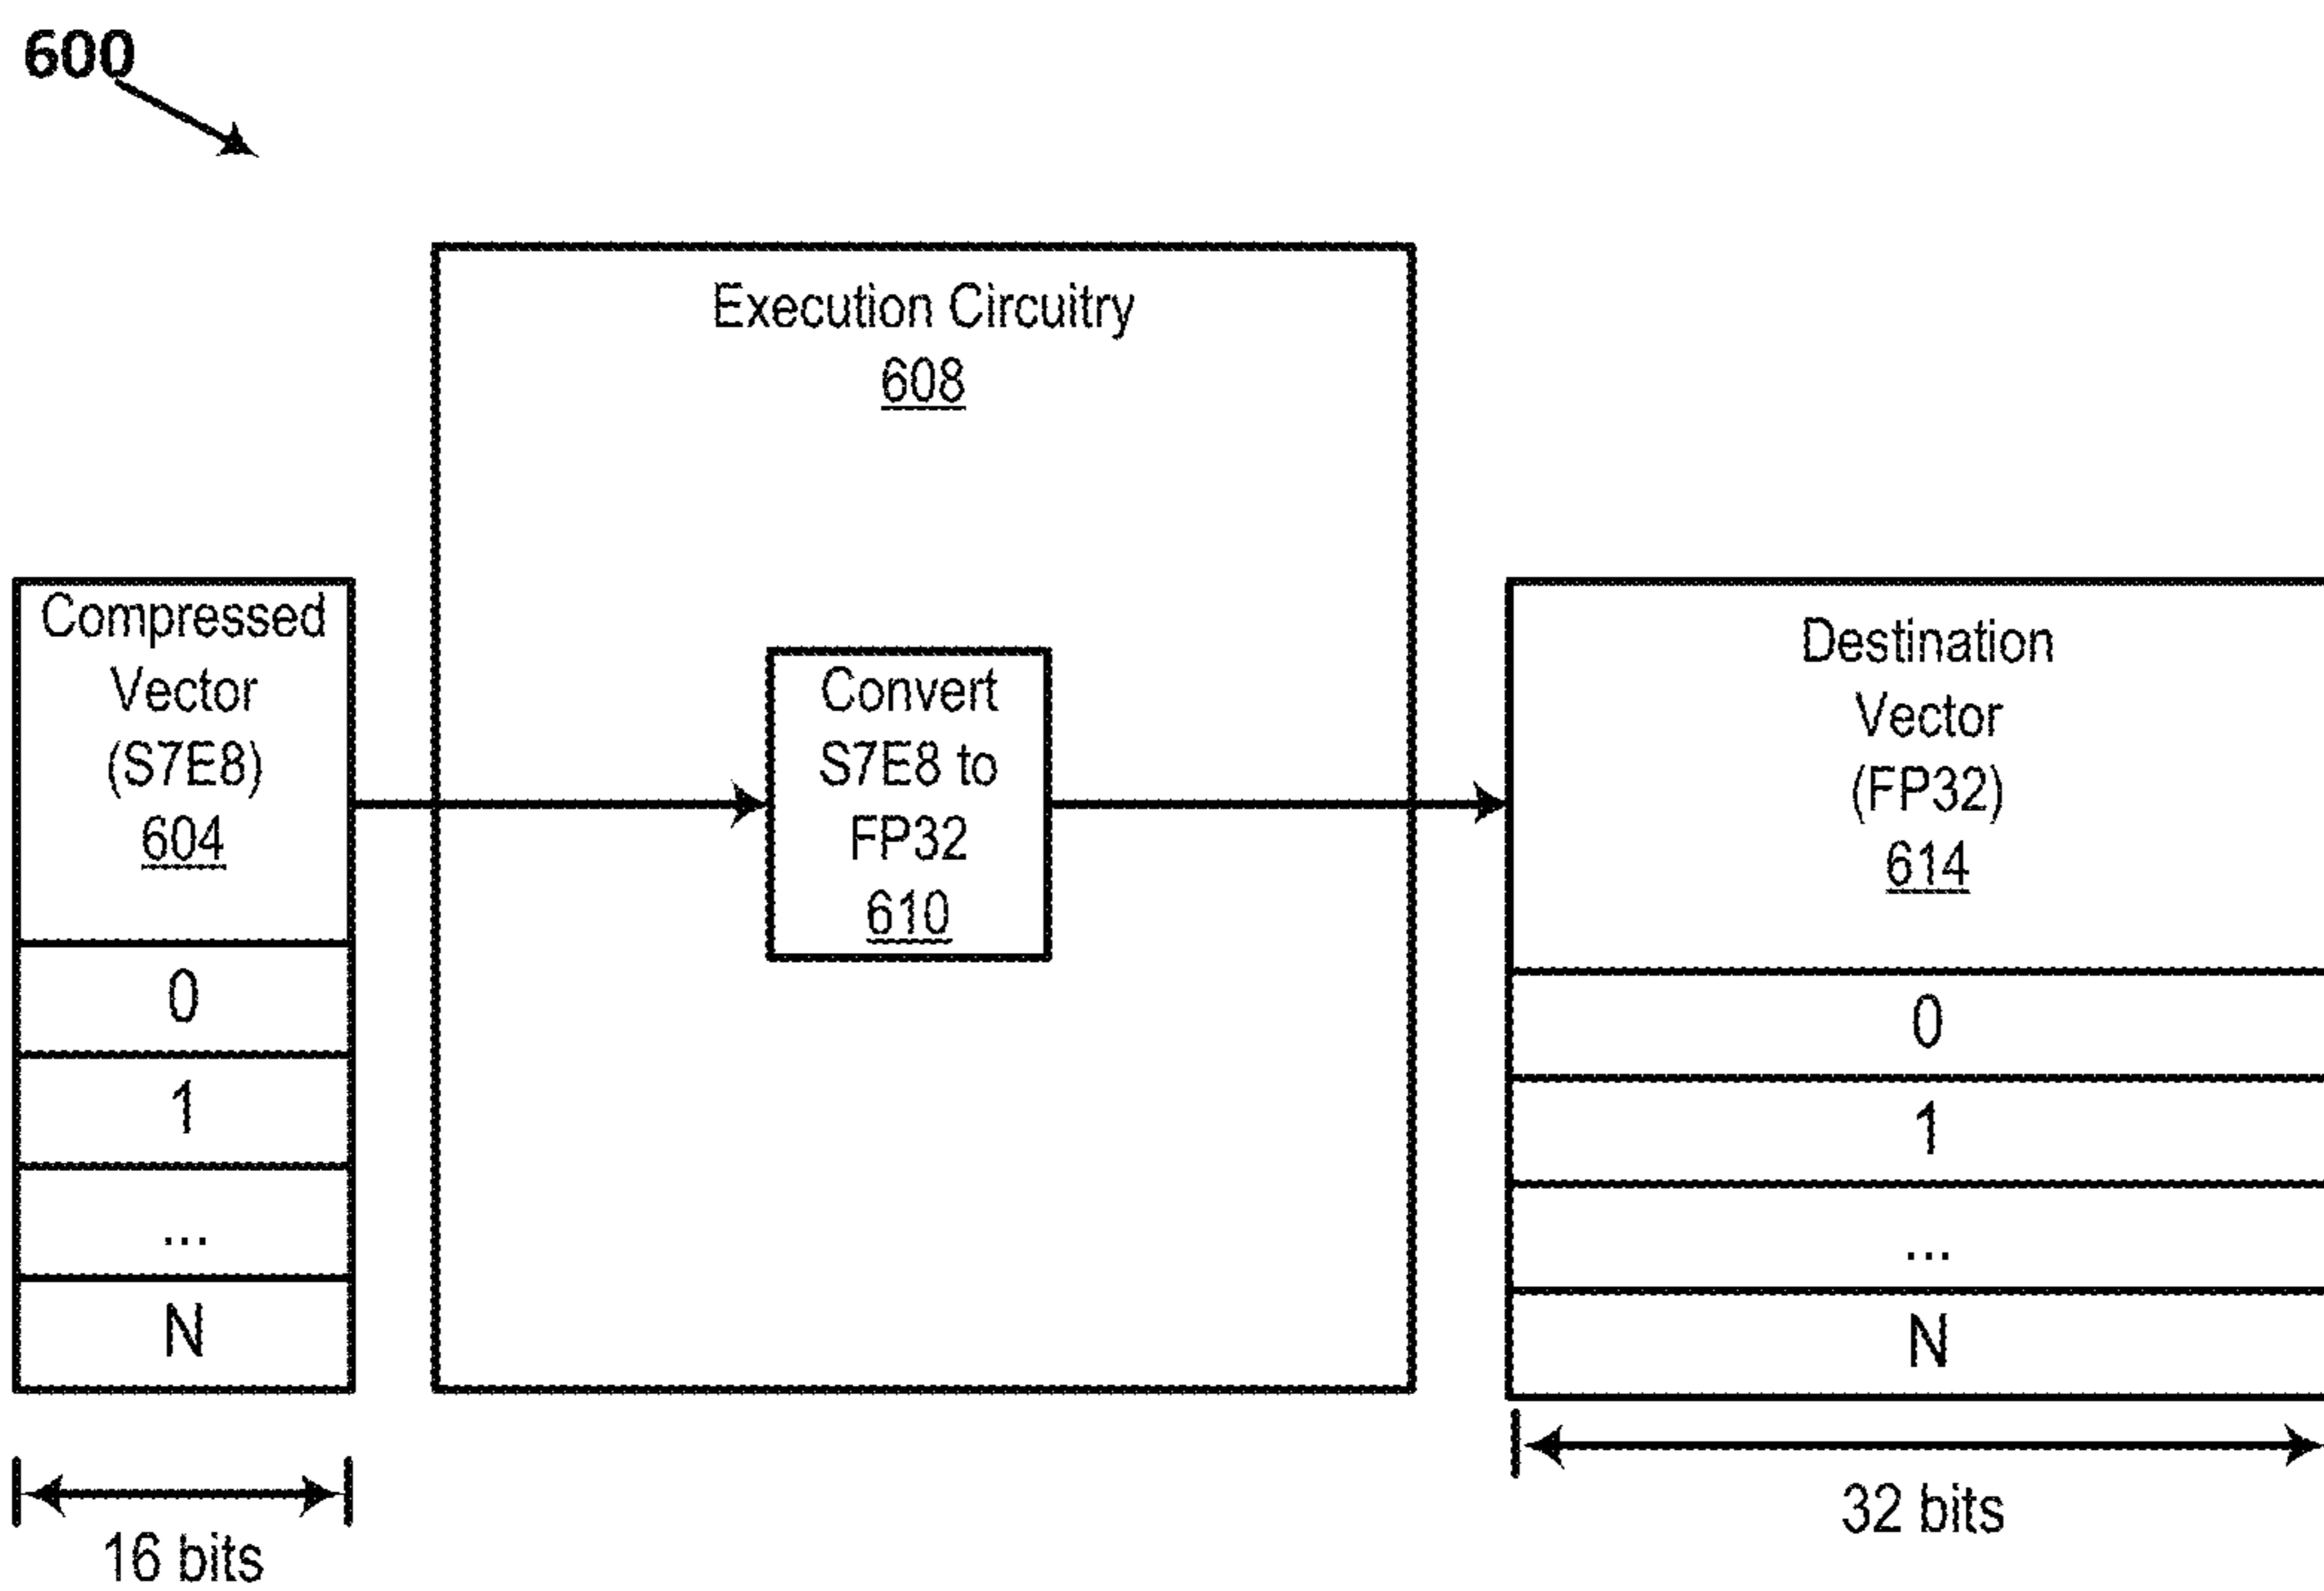 600
Execution Circuitry
608
Compressed
Vector
(S7E8)
604
0
1
...
N
16 bits
Convert
S7E8 to
FP32
610
Destination
Vector
(FP32)
614
0
1
...
N
32 bits